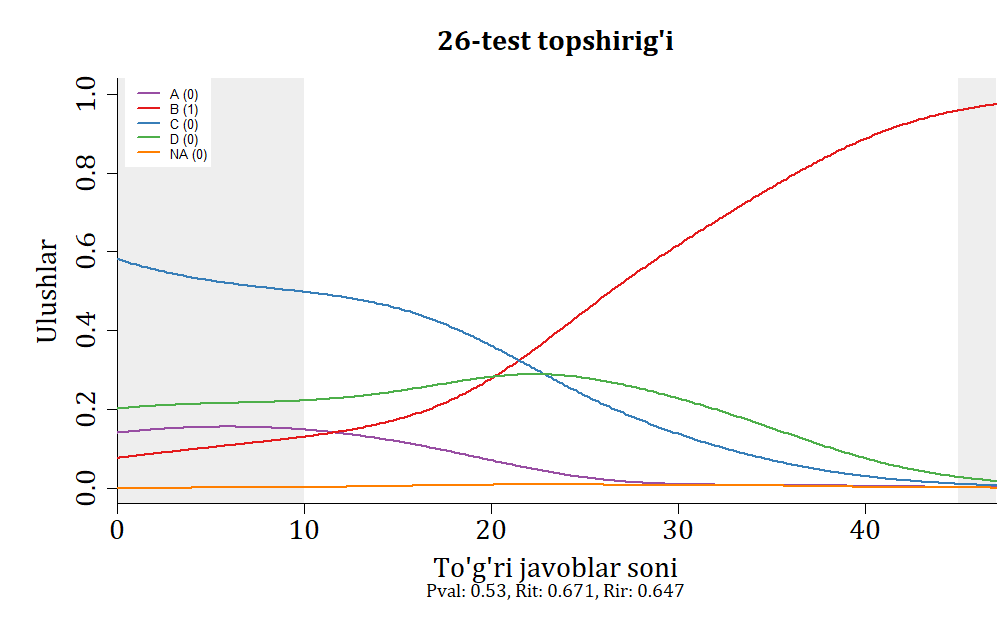 26-test topshirig'i
A (0)
B (1)
C (0)
D (0)
NA (0)
Ushlar
1.0
0.8
0.6
0.4
0.2
0.0
0 10 20 30 40
To'g'ri javoblar soni
Pval: 0.53, Rit: 0.671, Rir: 0.647